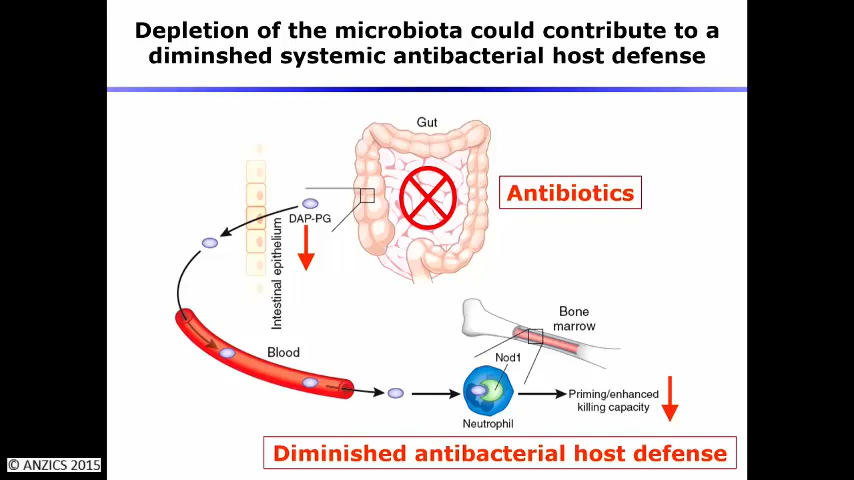 Depletion of the microbiota could contribute to a
diminshed systemic antibacterial host defense
Gut
Antibiotics
DAP-PG
Intestinal epithelium
Bone
marrow
Blood
Nod1
Priming/enhanced
killing capacity
Neutrophil
Diminished antibacterial host defense
© ANZICS 2015